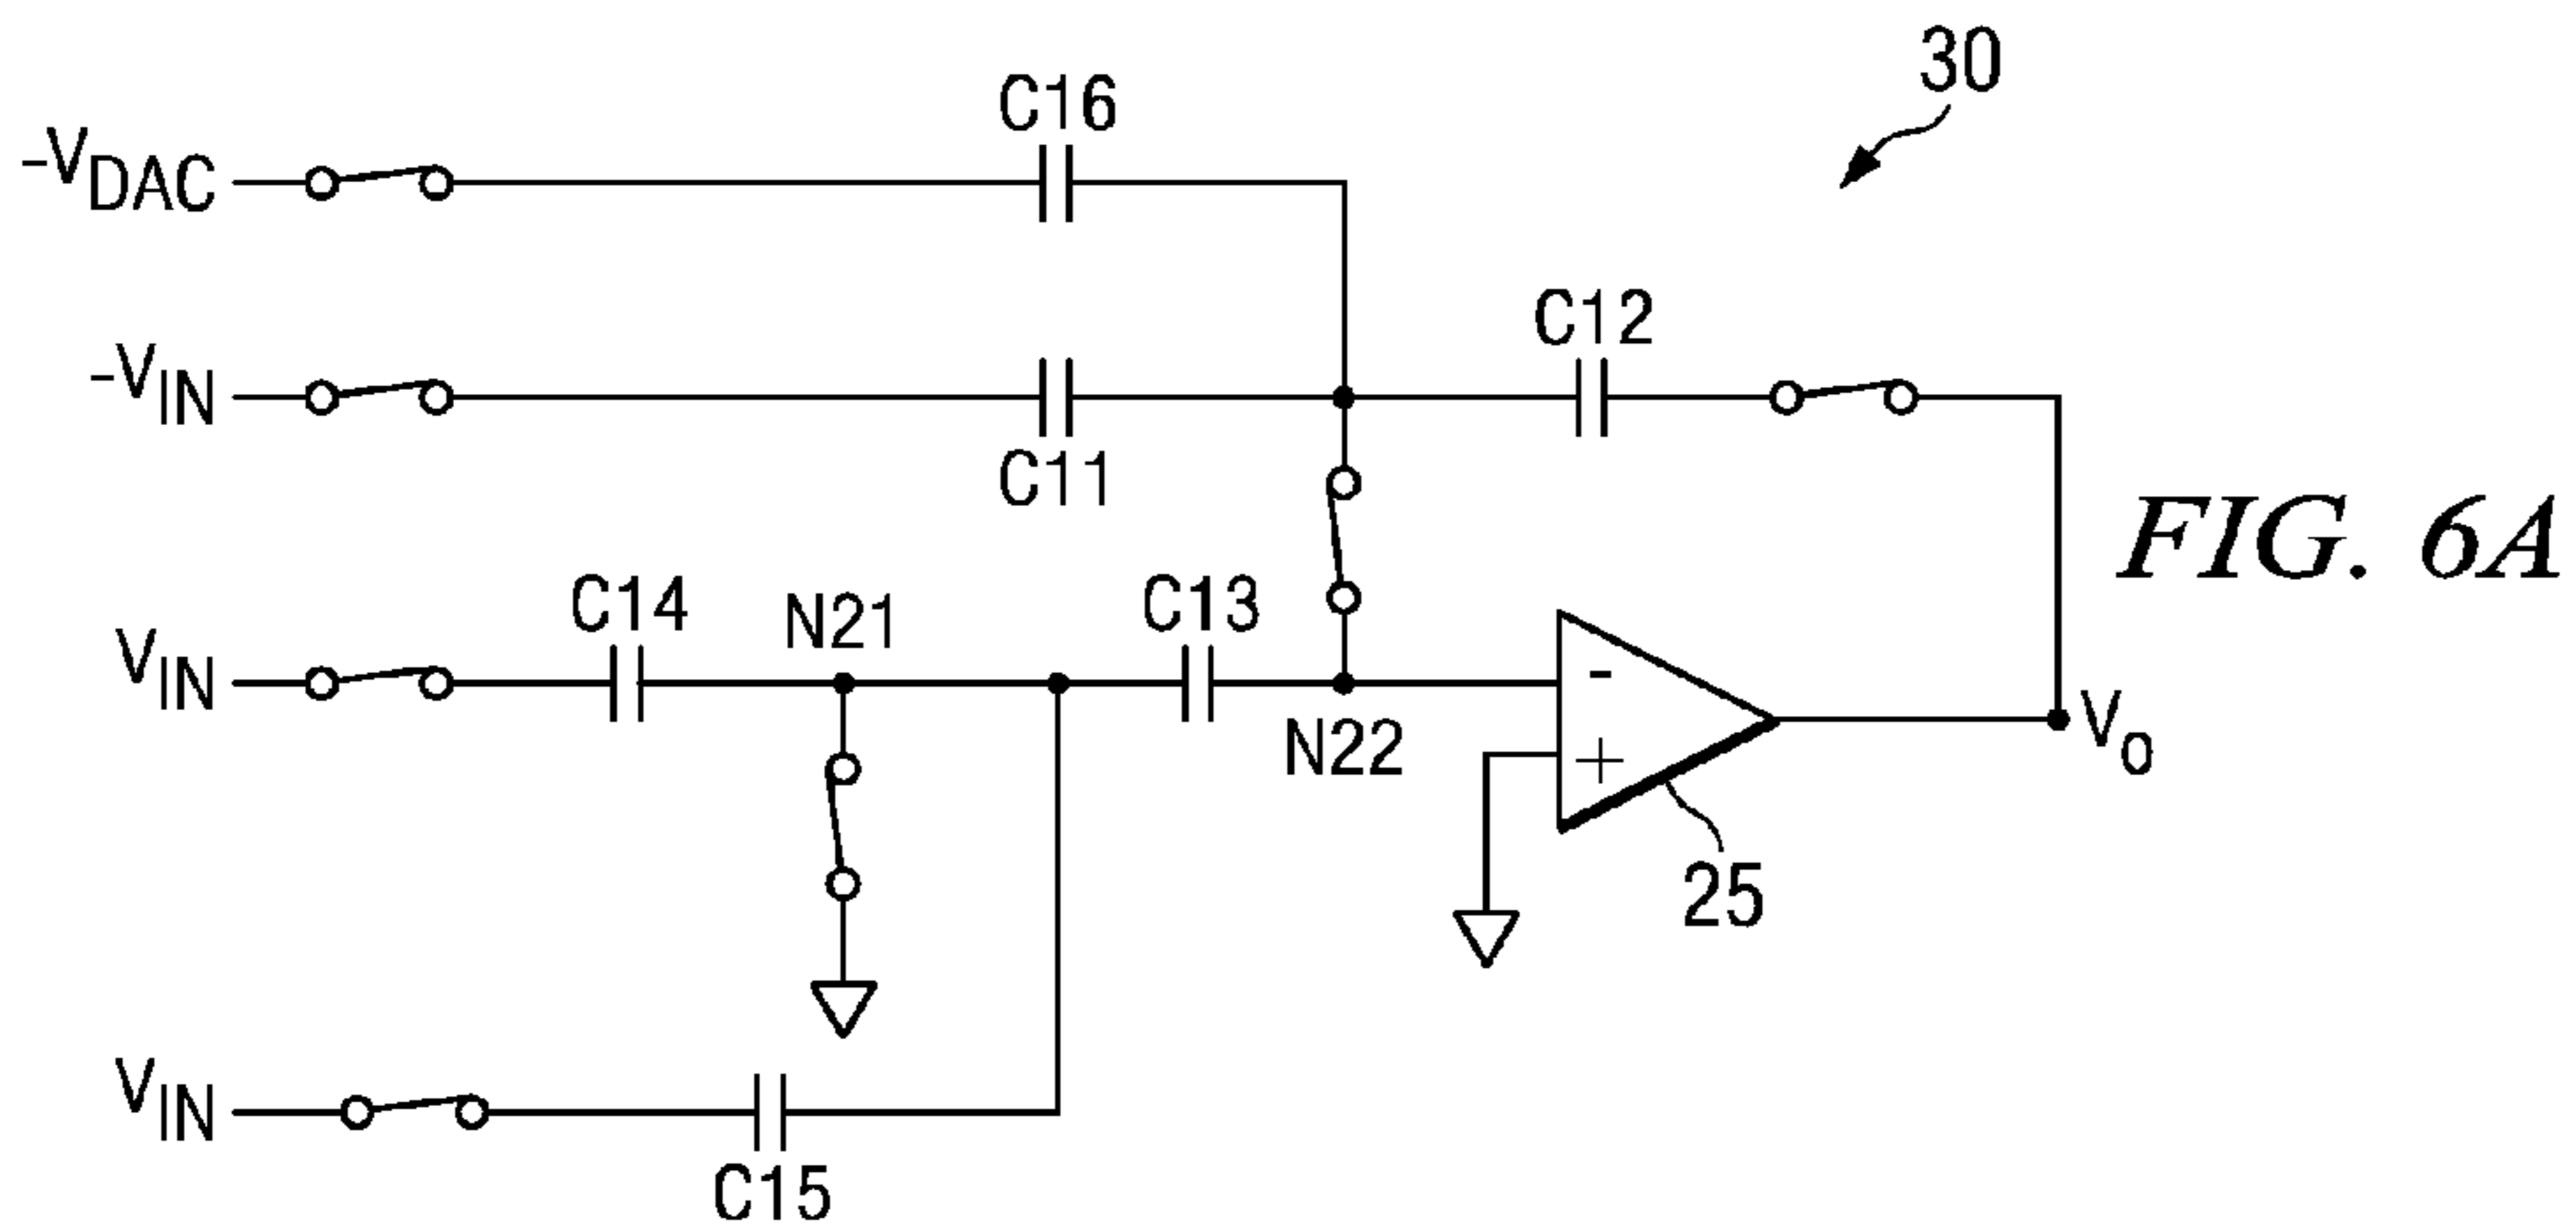 30
C16
-VDAC
C12
-VIN
C11
FIG. 6A
C14
N21
C13
VIN
-
N22
VO
+
25
VIN
C15